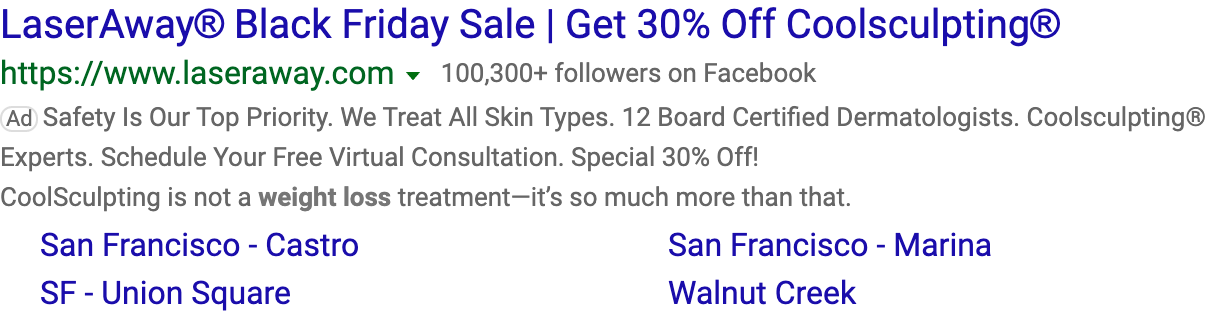 LaserAway® Black Friday Sale | Get 30% Off Coolsculpting®
https://www.laseraway.com 100,300+ followers on Facebook
Ad Safety Is Our Top Priority. We Treat All Skin Types. 12 Board Certified Dermatologists. Coolsculpting®
Experts. Schedule Your Free Virtual Consultation. Special 30% Off!
CoolSculpting is not a weight loss treatment—it’s so much more than that.
San Francisco - Castro San Francisco - Marina
SF - Union Square Walnut Creek